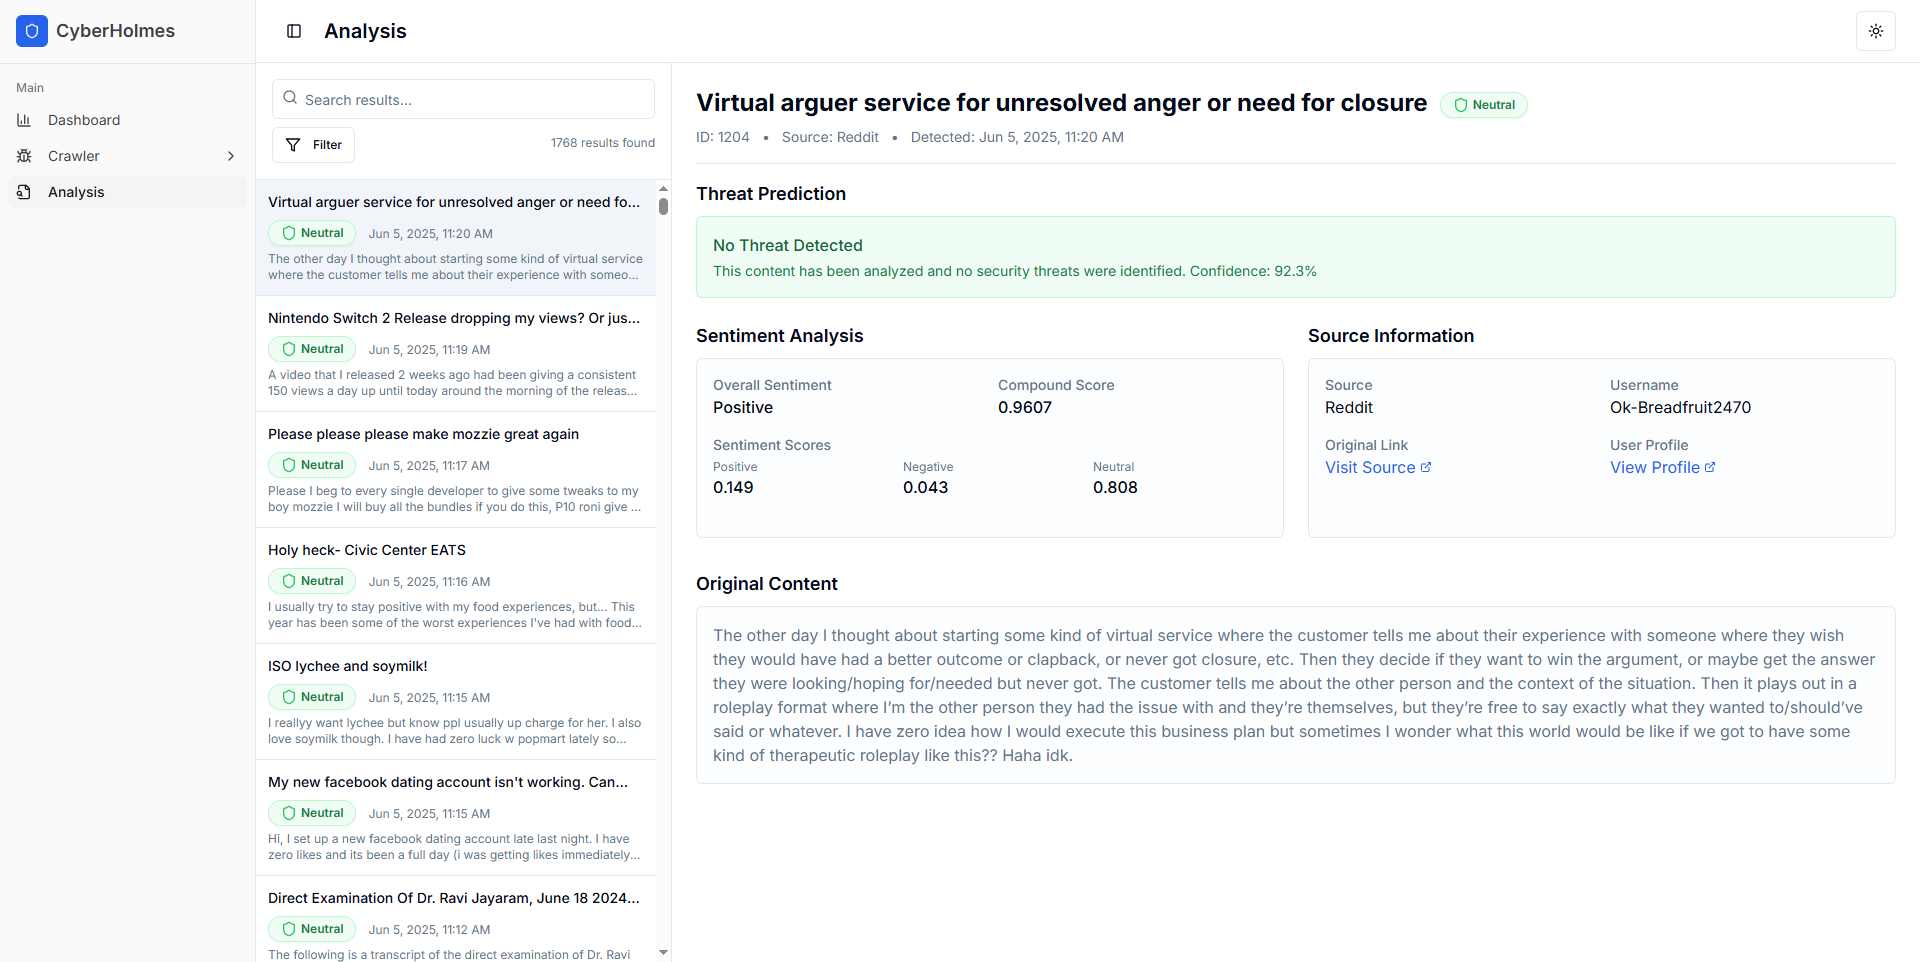 CyberHolmes
Main
Dashboard
Crawler
Analysis
Analysis
Search results...
Filter
1768 results found
Virtual arguer service for unresolved anger or need fo...
Neutral
Jun 5, 2025, 11:20 AM
The other day I thought about starting some kind of virtual service
where the customer tells me about their experience with someo...
Nintendo Switch 2 Release dropping my views? Or jus...
Neutral
Jun 5, 2025, 11:19 AM
A video that I released 2 weeks ago had been giving a consistent
150 views a day up until today around the morning of the releas...
Please please please make mozzie great again
Neutral
Jun 5, 2025, 11:17 AM
Please I beg to every single developer to give some tweaks to my
boy mozzie I will buy all the bundles if you do this, P10 roni give ...
Holy heck- Civic Center EATS
Neutral
Jun 5, 2025, 11:16 AM
I usually try to stay positive with my food experiences, but... This
year has been some of the worst experiences I've had with food...
ISO lychee and soymilk!
Neutral
Jun 5, 2025, 11:15 AM
I reallyy want lychee but know ppl usually up charge for her. I also
love soymilk though. I have had zero luck w popmart lately so...
My new facebook dating account isn't working. Can...
Neutral
Jun 5, 2025, 11:15 AM
Hi, I set up a new facebook dating account late last night. I have
zero likes and its been a full day (i was getting likes immediately...
Direct Examination Of Dr. Ravi Jayaram, June 18 2024...
Neutral
Jun 5, 2025, 11:12 AM
The following is a transcript of the direct examination of Dr. Ravi
Virtual arguer service for unresolved anger or need for closure
Neutral
ID: 1204 • Source: Reddit • Detected: Jun 5, 2025, 11:20 AM
Threat Prediction
No Threat Detected
This content has been analyzed and no security threats were identified. Confidence: 92.3%
Sentiment Analysis
Overall Sentiment
Positive
Compound Score
0.9607
Sentiment Scores
Positive
0.149
Negative
0.043
Neutral
0.808
Source Information
Source
Reddit
Username
Ok-Breadfruit2470
Original Link
Visit Source
User Profile
View Profile
Original Content
The other day I thought about starting some kind of virtual service where the customer tells me about their experience with someone where they wish
they would have had a better outcome or clapback, or never got closure, etc. Then they decide if they want to win the argument, or maybe get the answer
they were looking/hoping for/needed but never got. The customer tells me about the other person and the context of the situation. Then it plays out in a
roleplay format where I’m the other person they had the issue with and they’re themselves, but they’re free to say exactly what they wanted to/should’ve
said or whatever. I have zero idea how I would execute this business plan but sometimes I wonder what this world would be like if we got to have some
kind of therapeutic roleplay like this?? Haha idk.